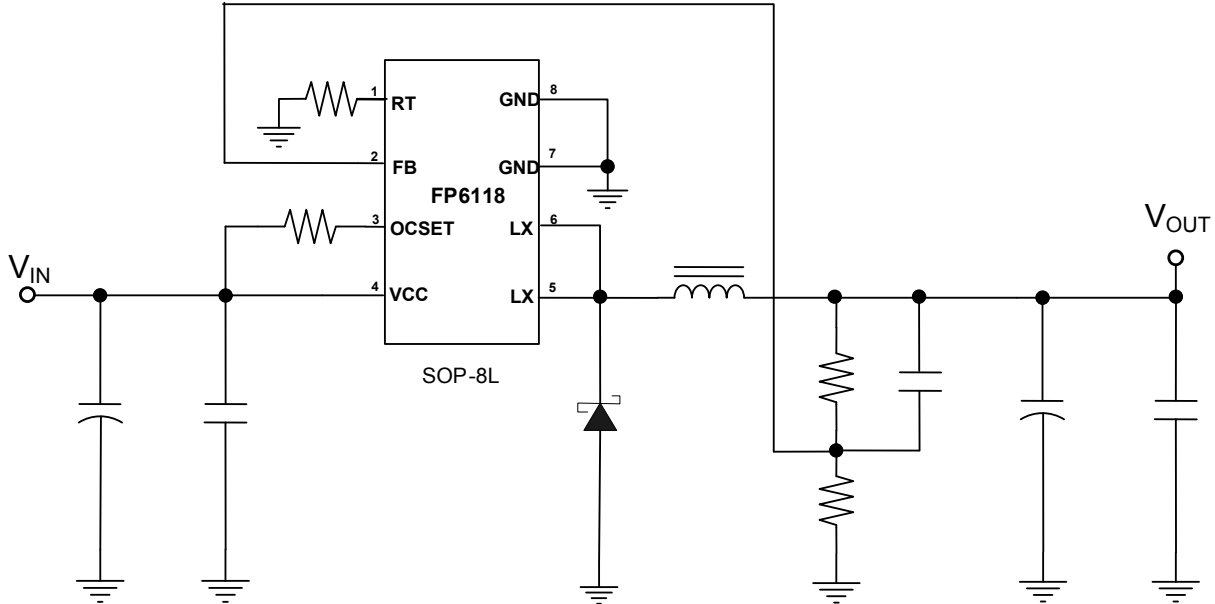 1 RT
GND 8
2 FB
GND 7
FP6118
3 OCSET
LX 6
VIN
VOUT
4 VCC
LX 5
SOP-8L